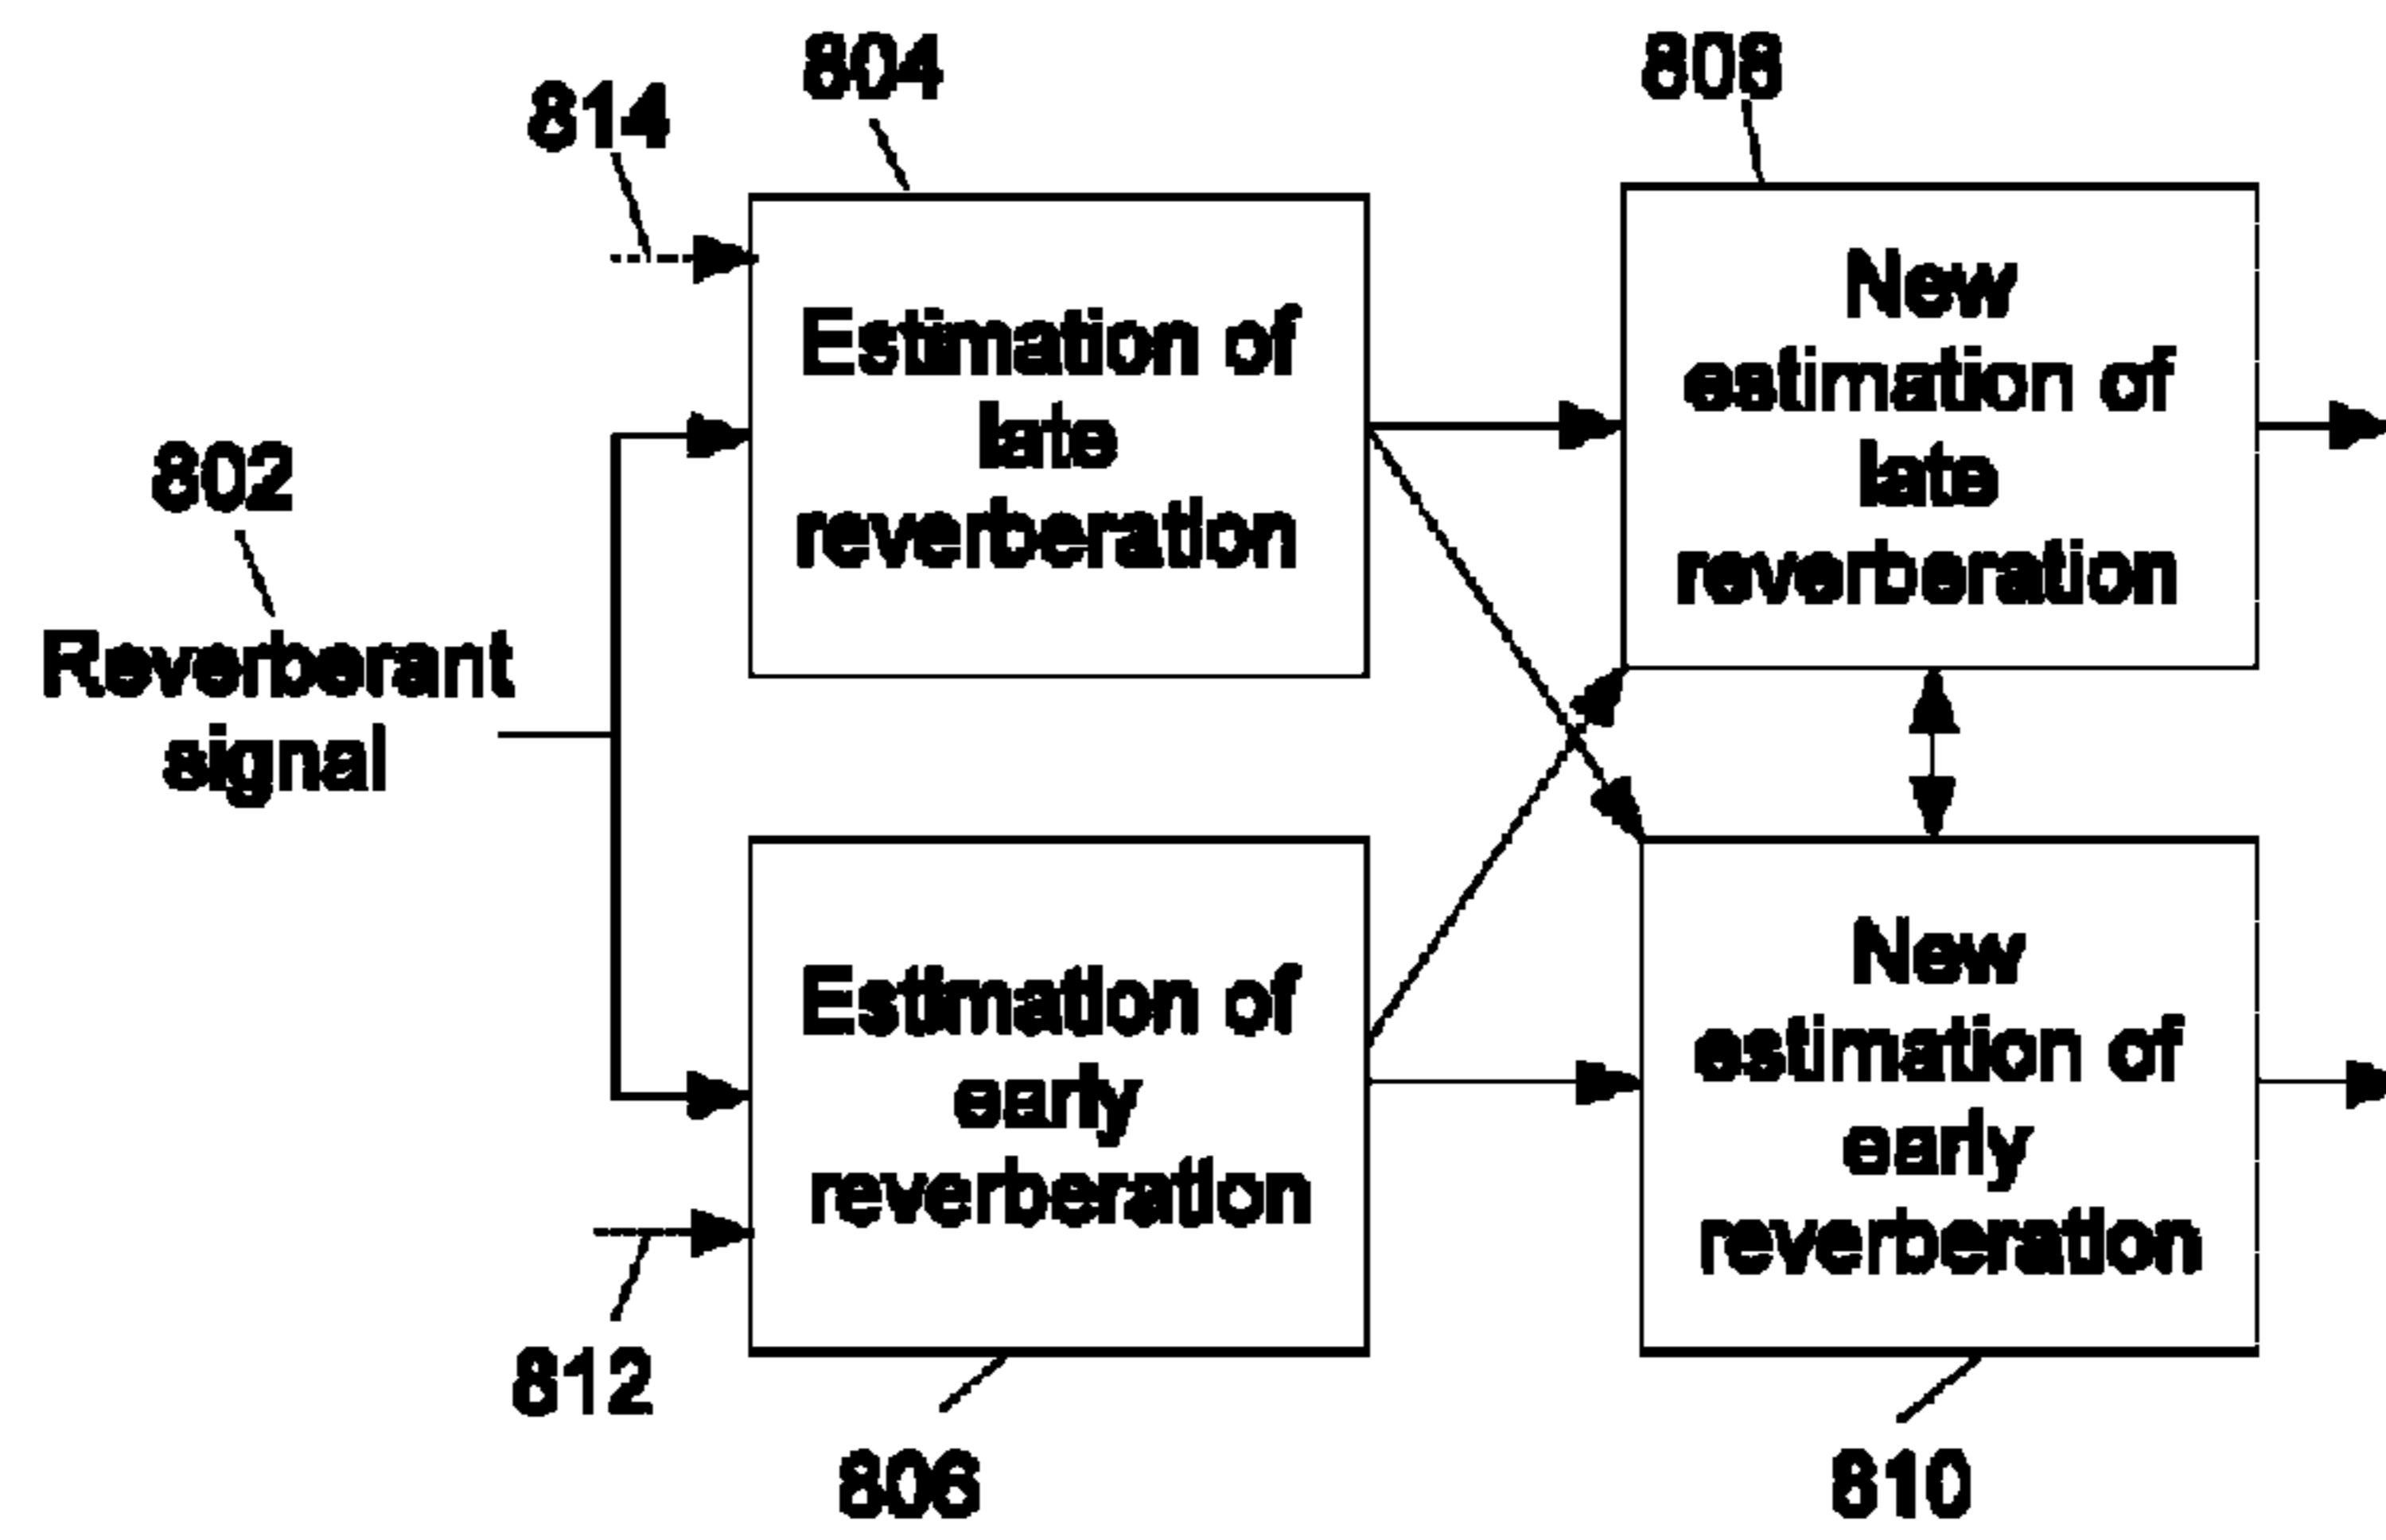 804
808
814
Estimation of
late
reverberation
New
estimation of
late
reverberation
802
Reverberant
signal
Estimation of
early
reverberation
New
estimation of
early
reverberation
812
806
810